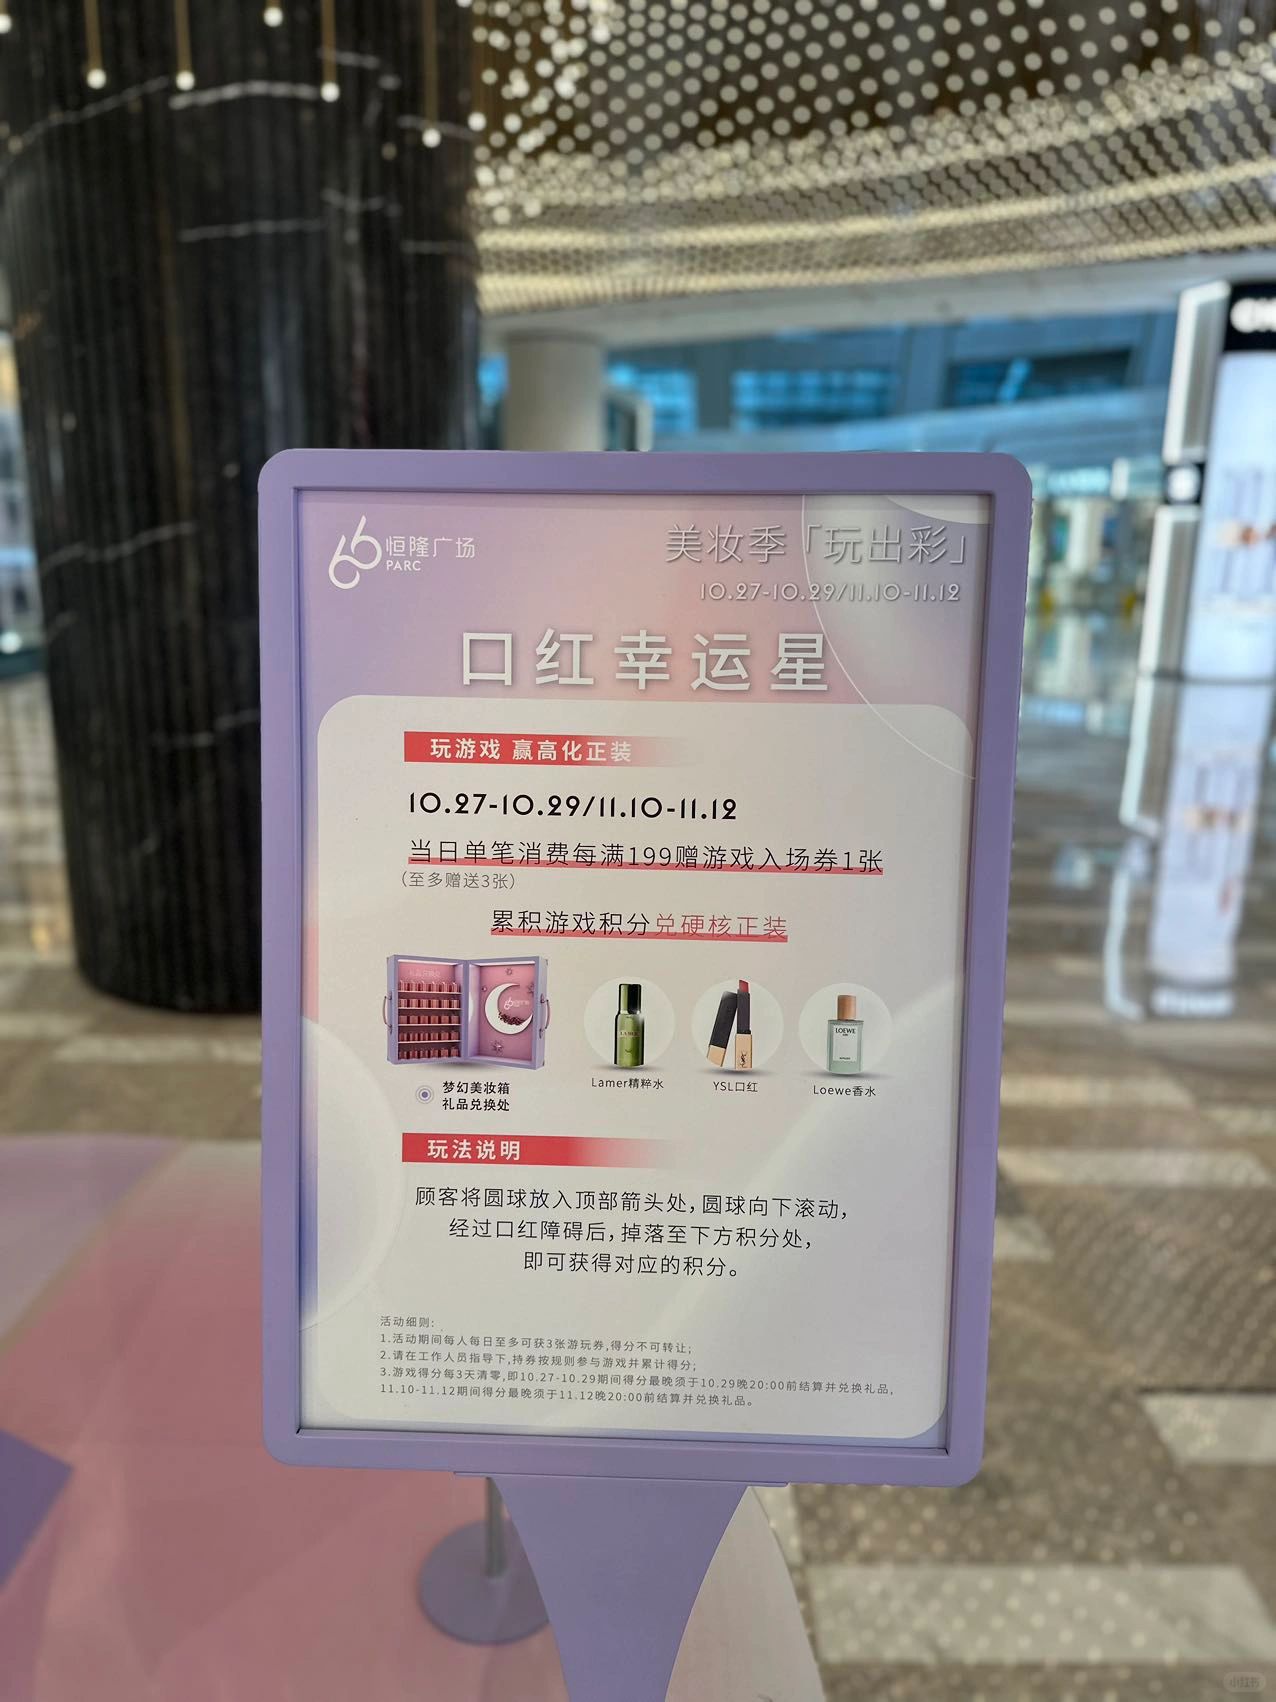 恒隆广场
PARC
美妆季「玩出彩」
10.27-10.29/11.10-11.12
口红幸运星
玩游戏 赢高化正装
10.27-10.29/11.10-11.12
当日单笔消费每满199赠游戏入场券1张
(至多赠送3张)
累积游戏积分兑硬核正装
礼品兑换处
LA MER
LOEWE
梦幻美妆箱
礼品兑换处
Lamer精粹水
YSL口红
Loewe香水
玩法说明
顾客将圆球放入顶部箭头处,圆球向下滚动,
经过口红障碍后,掉落至下方积分处,
即可获得对应的积分。
活动细则:
1.活动期间每人每日至多可获3张游玩券,得分不可转让;
2.请在工作人员指导下,持券按规则参与游戏并累计得分;
3.游戏得分每3天清零,即10.27-10.29期间得分最晚须于10.29晚20:00前结算并兑换礼品,
11.10-11.12期间得分最晚须于11.12晚20:00前结算并兑换礼品。
小红书